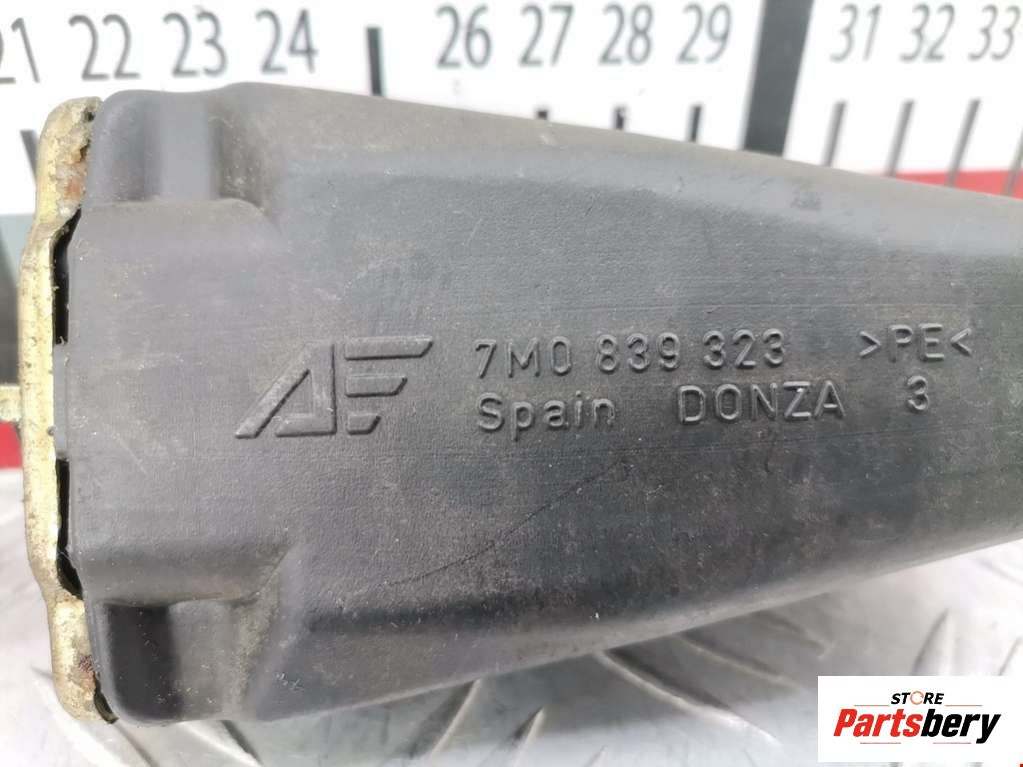 21 22 23 24 26 27 28 29 31 32 33
AF 7M0 839 323 >PE<
Spain DONZA 3
STORE
Partsbery